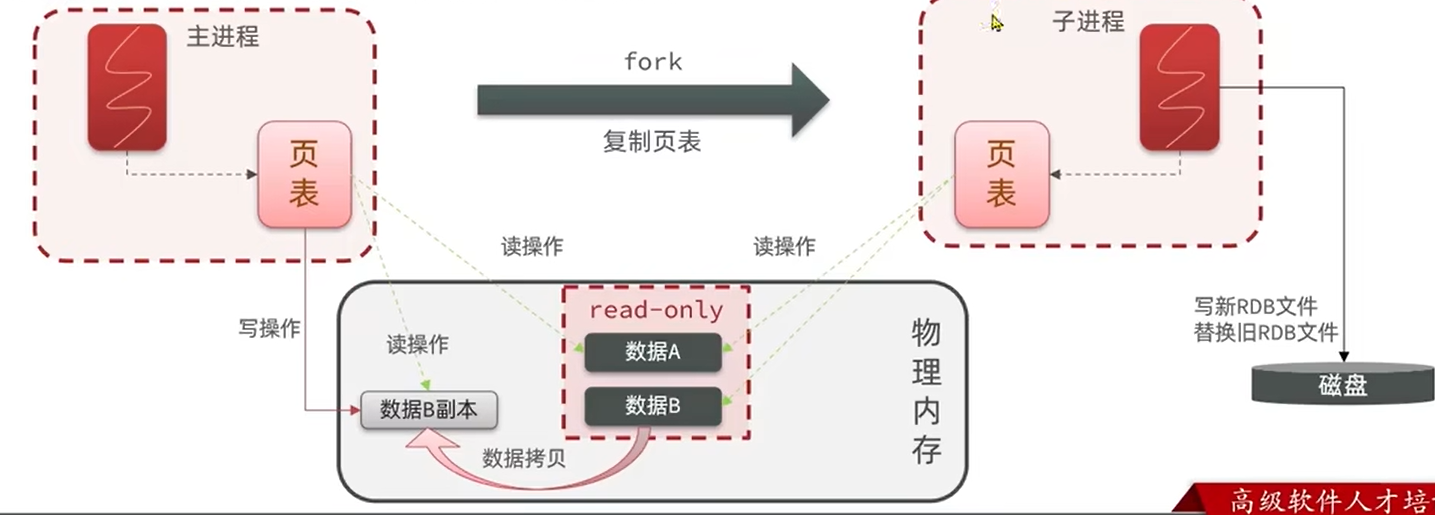 主进程
fork
子进程
复制页表
页
表
页
表
读操作
读操作
写操作
读操作
read-only
数据A
数据B
数据B副本
数据拷贝
物
理
内
存
写新RDB文件
替换旧RDB文件
磁盘
高级软件人才培